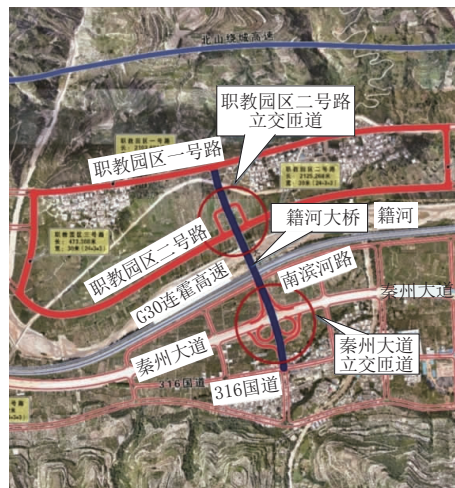 北山绕城高速
职教园区二号路
立交匝道
职教园区一号路
职教园区二号路
籍河大桥
籍河
G30连霍高速
南滨河路
秦州大道
秦州大道
秦州大道
立交匝道
316国道
316国道